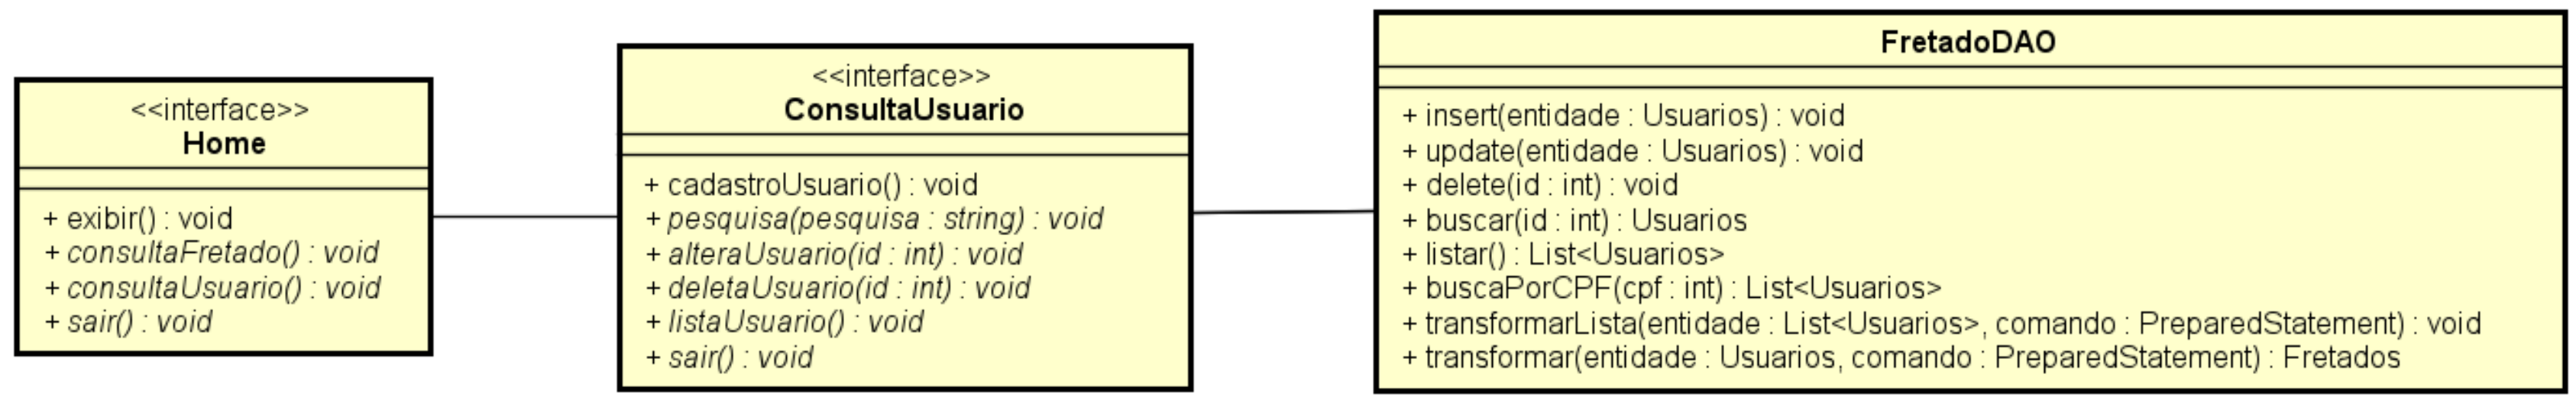 <<interface>>
Home
+ exibir() : void
+ consultaFretado() : void
+ consultaUsuario() : void
+ sair() : void
<<interface>>
ConsultaUsuario
+ cadastroUsuario() : void
+ pesquisa(pesquisa : string) : void
+ alteraUsuario(id : int) : void
+ deletaUsuario(id : int) : void
+ listaUsuario() : void
+ sair() : void
FretadoDAO
+ insert(entidade : Usuarios) : void
+ update(entidade : Usuarios) : void
+ delete(id : int) : void
+ buscar(id : int) : Usuarios
+ listar() : List<Usuarios>
+ buscaPorCPF(cpf : int) : List<Usuarios>
+ transformarLista(entidade : List<Usuarios>, comando : PreparedStatement) : void
+ transformar(entidade : Usuarios, comando : PreparedStatement) : Fretados